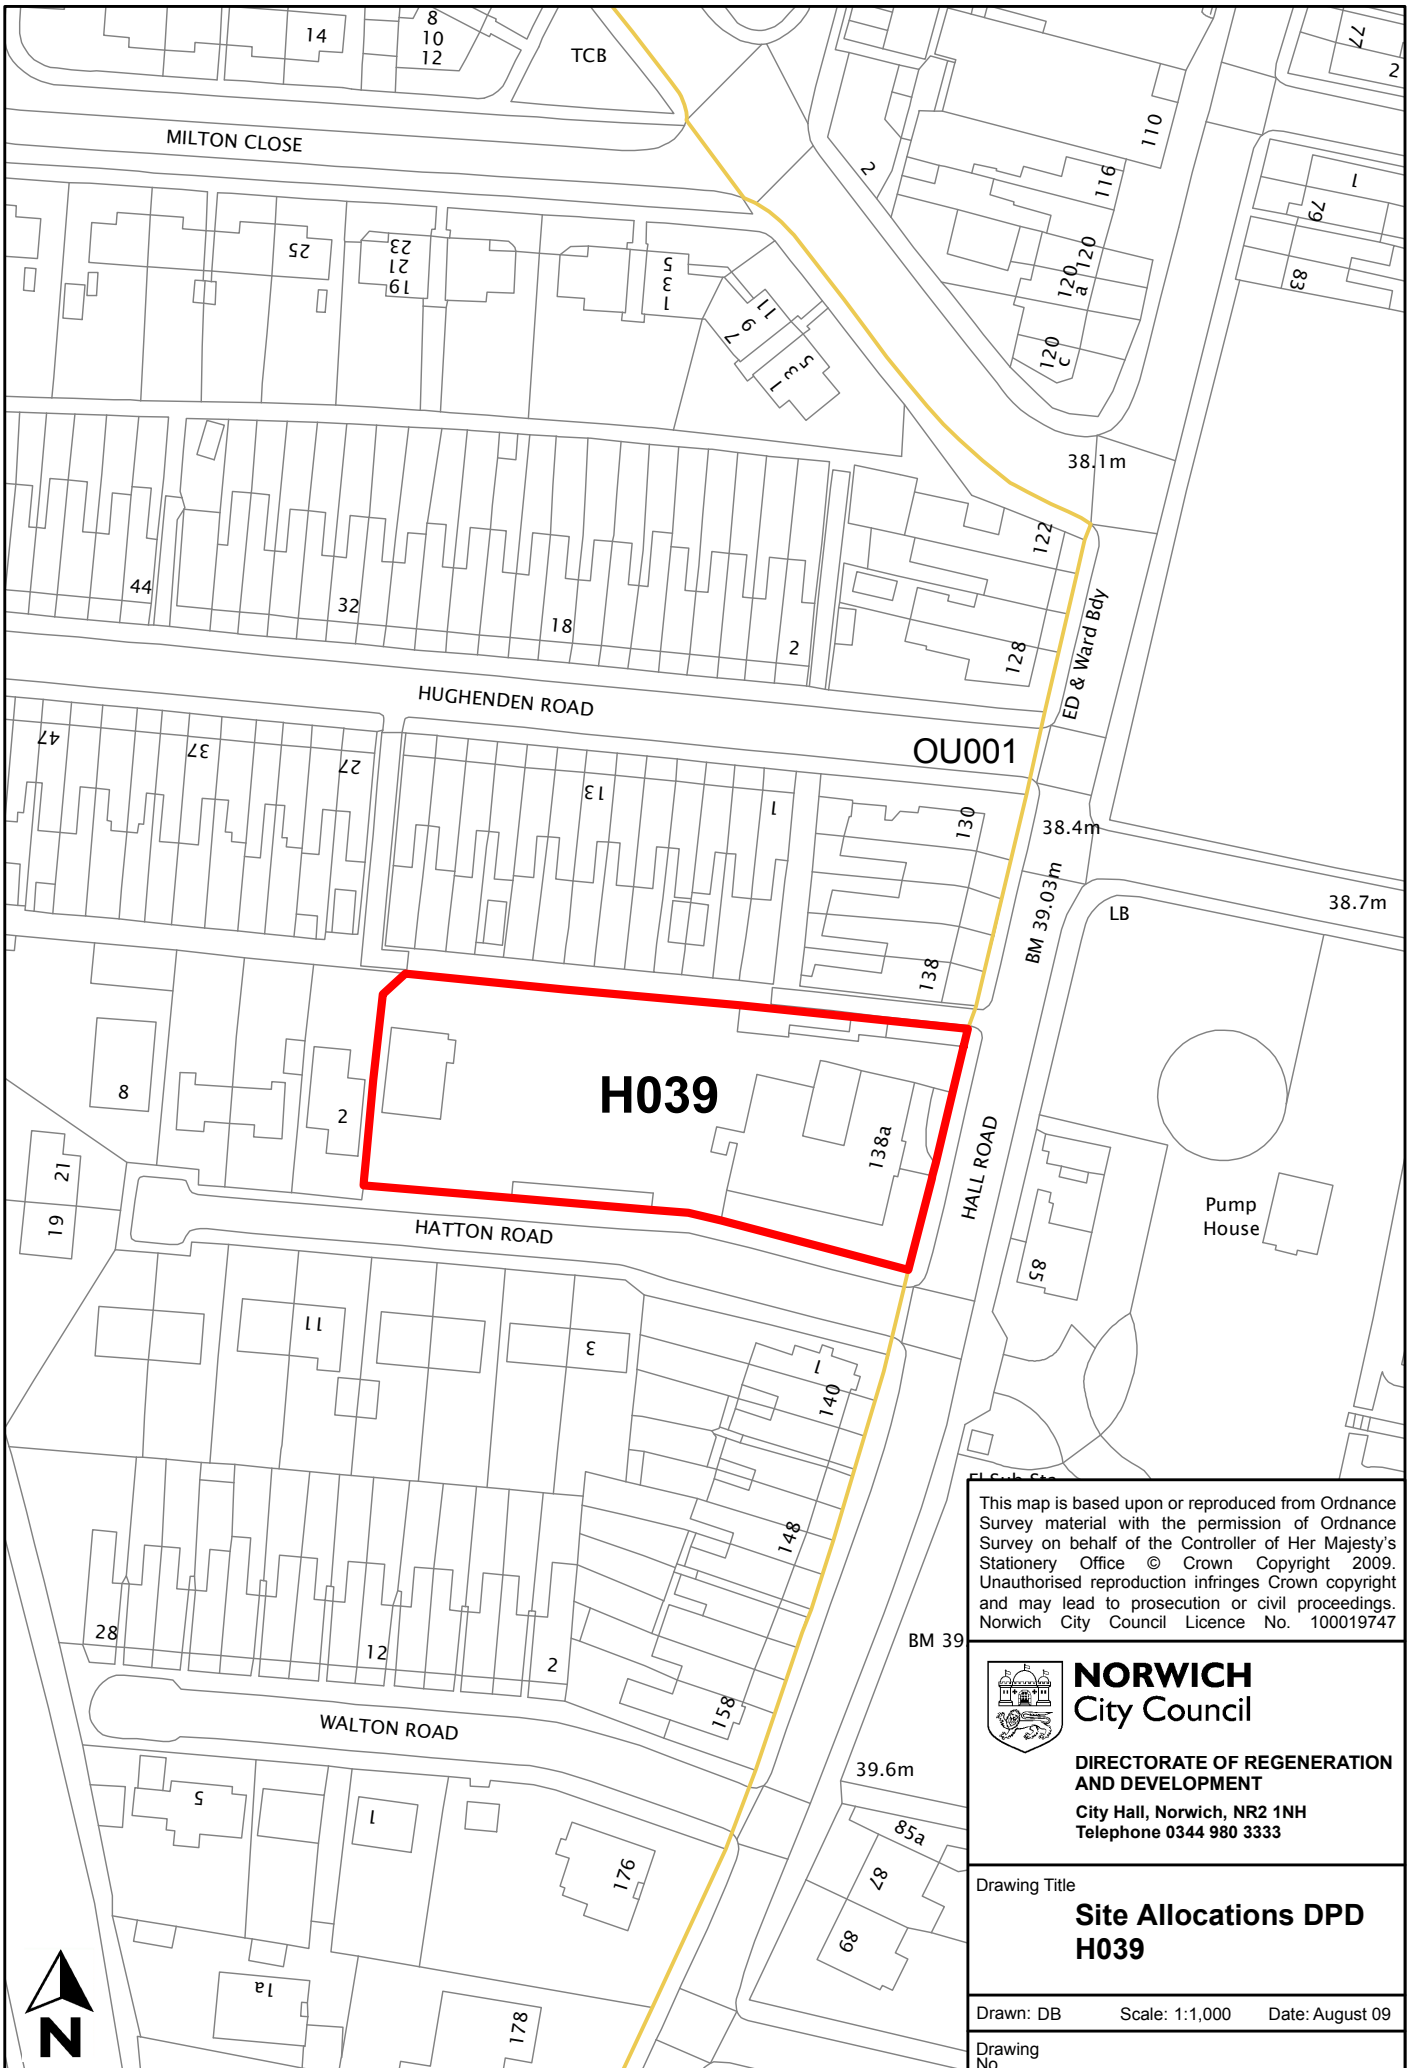 14
8
10
12
TCB
77
2
MILTON CLOSE
110
2
116
1
79
83
25
23
21
19
5
3
1
11
9
7
5
3
1
120
120
a
120
c
38.1m
122
44
32
18
2
128
ED & Ward Bdy
HUGHENDEN ROAD
OU001
47
37
27
13
1
130
38.4m
BM 39.03m
LB
38.7m
138
H039
8
2
138a
HALL ROAD
21
19
HATTON ROAD
Pump
House
85
11
3
1
140
148
El Sub Sta
28
12
2
158
BM 39
WALTON ROAD
39.6m
5
1
176
85a
87
89
1a
178
N
This map is based upon or reproduced from Ordnance
Survey material with the permission of Ordnance
Survey on behalf of the Controller of Her Majesty's
Stationery Office © Crown Copyright 2009.
Unauthorised reproduction infringes Crown copyright
and may lead to prosecution or civil proceedings.
Norwich City Council Licence No. 100019747
NORWICH
City Council
DIRECTORATE OF REGENERATION
AND DEVELOPMENT
City Hall, Norwich, NR2 1NH
Telephone 0344 980 3333
Drawing Title
Site Allocations DPD
H039
Drawn: DB Scale: 1:1,000 Date: August 09
Drawing
No